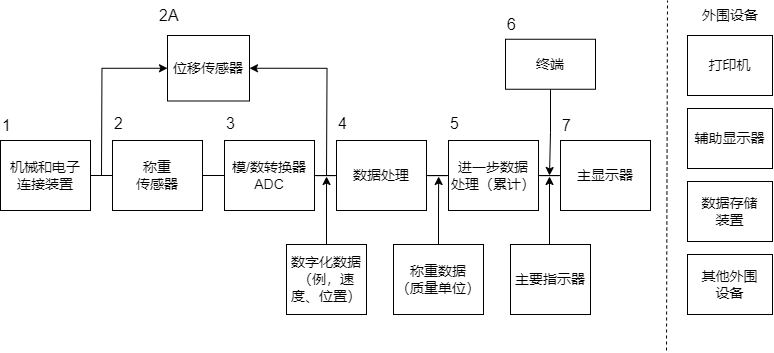 2A
外围设备
6
位移传感器
终端
打印机
1
2
3
4
5
7
辅助显示器
机械和电子
连接装置
称重
传感器
模/数转换器
ADC
数据处理
进一步数据
处理（累计）
主显示器
数据存储
装置
数字化数据
（例，速
度、位置）
称重数据
（质量单位）
主要指示器
其他外围
设备